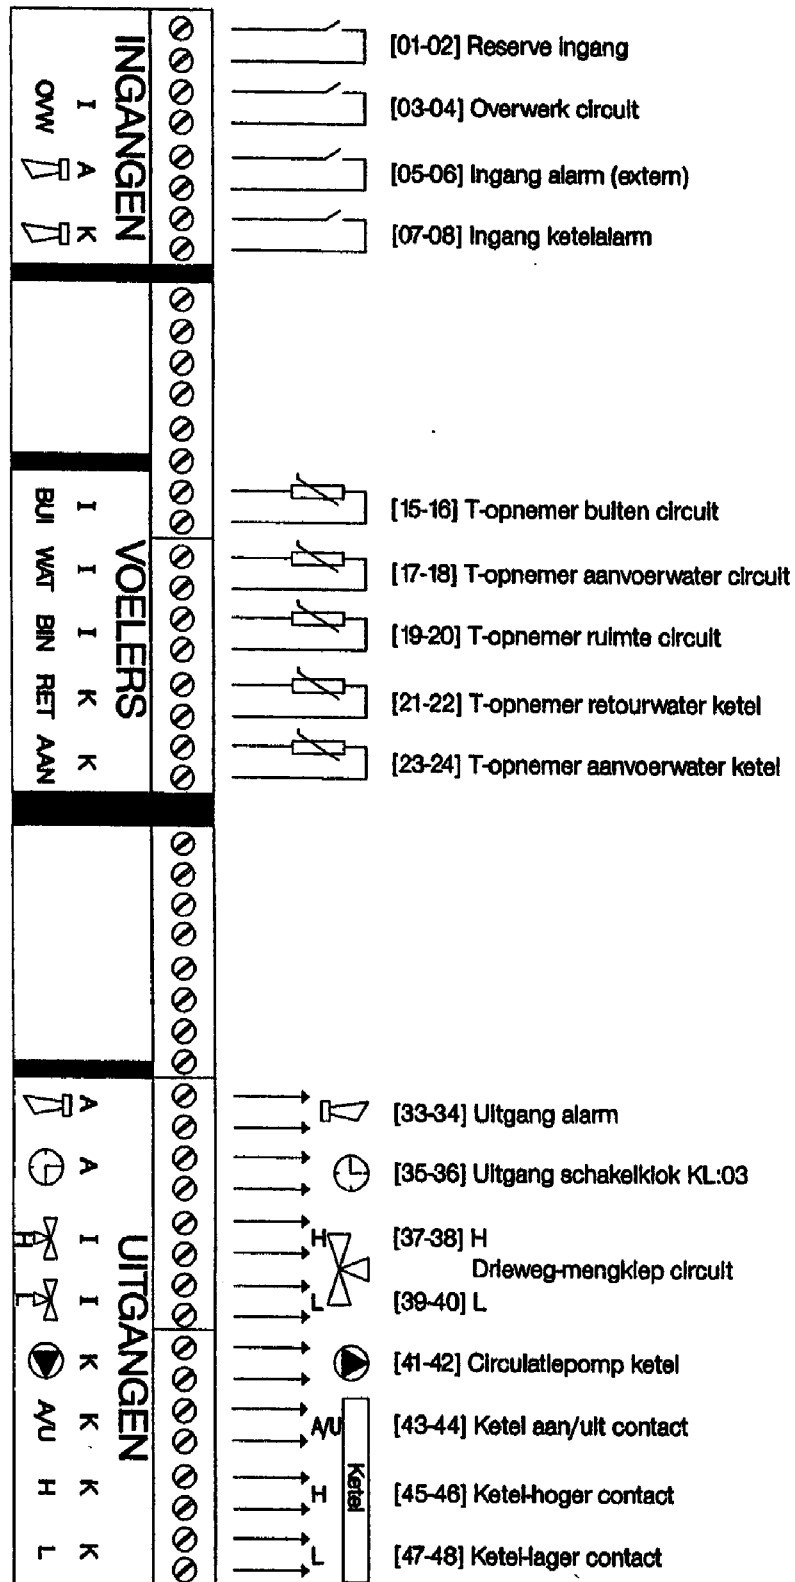 INGANGEN
[01-02] Reserve ingang
I OVW
[03-04] Overwerk circuit
A
[05-06] Ingang alarm (extern)
K
[07-08] Ingang ketelalarm
VOELERS
I BUI
[15-16] T-opnemer buiten circuit
I WAT
[17-18] T-opnemer aanvoerwater circuit
I BIN
[19-20] T-opnemer ruimte circuit
K RET
[21-22] T-opnemer retourwater ketel
K AAN
[23-24] T-opnemer aanvoerwater ketel
UITGANGEN
A
[33-34] Uitgang alarm
A
[35-36] Uitgang schakelklok KL:03
I H
H
[37-38] H
Drieweg-mengklep circuit
I L
L
[39-40] L
K
[41-42] Circulatiepomp ketel
K A/U
A/U
[43-44] Ketel aan/uit contact
Ketel
K H
H
[45-46] Ketel-hoger contact
K L
L
[47-48] Ketel-lager contact